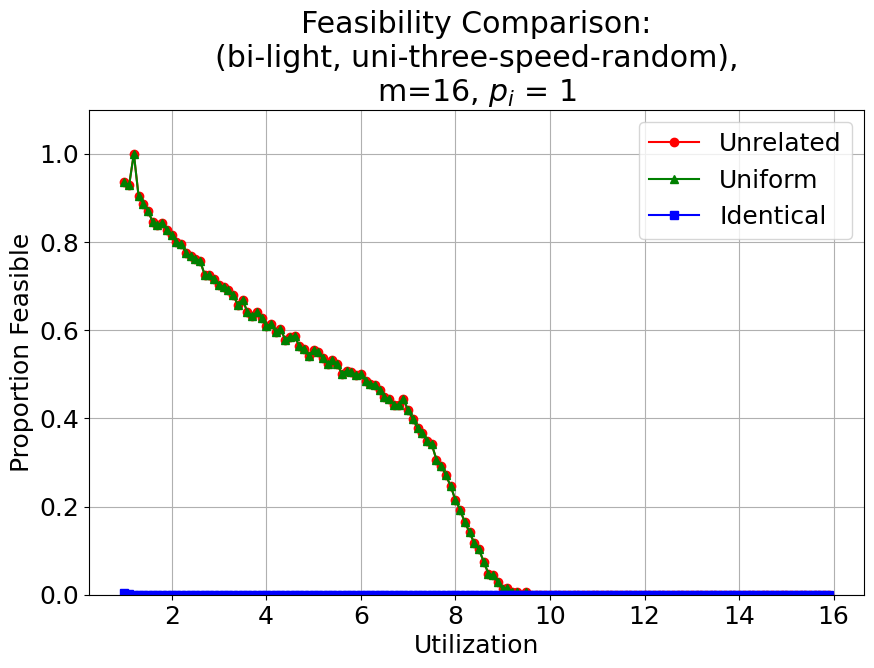 Feasibility Comparison:
(bi-light, uni-three-speed-random),
m=16, p_i = 1
Unrelated
Uniform
Identical
Proportion Feasible
1.0
0.8
0.6
0.4
0.2
0.0
2 4 6 8 10 12 14 16
Utilization